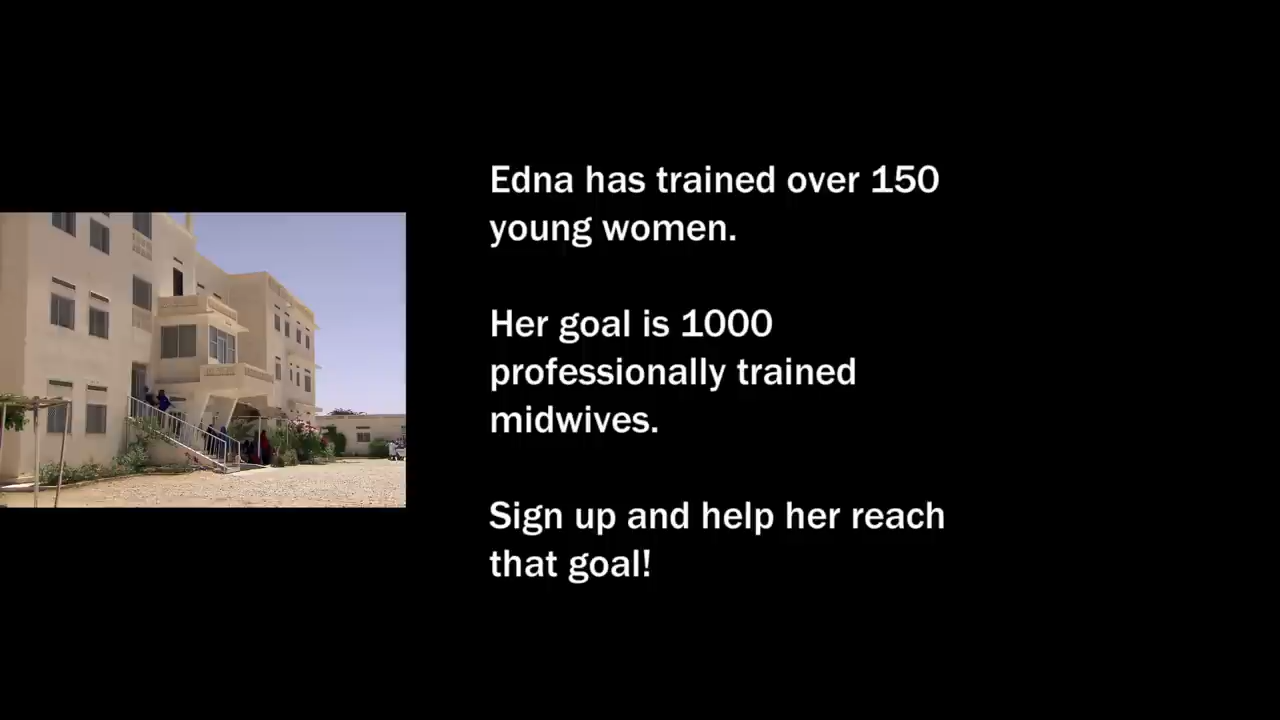 Edna has trained over 150
young women.
Her goal is 1000
professionally trained
midwives.
Sign up and help her reach
that goal!